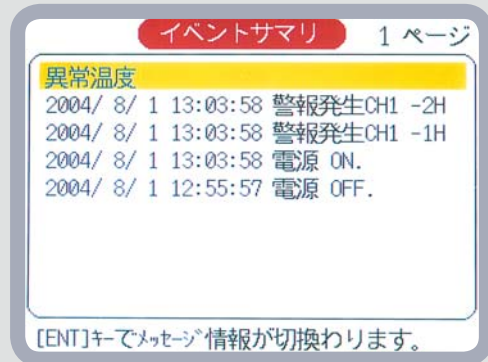 イベントサマリ 1 ページ
異常温度
2004/ 8/ 1 13:03:58 警報発生CH1 -2H
2004/ 8/ 1 13:03:58 警報発生CH1 -1H
2004/ 8/ 1 13:03:58 電源 ON.
2004/ 8/ 1 12:55:57 電源 OFF.
[ENT]キーでメッセージ情報が切換わります。